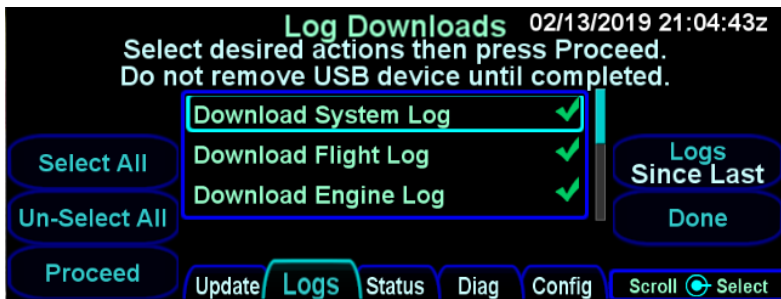 Log Downloads 02/13/2019 21:04:43z
Select desired actions then press Proceed.
Do not remove USB device until completed.
Download System Log
Download Flight Log
Download Engine Log
Select All
Un-Select All
Proceed
Logs
Since Last
Done
Update Logs Status Diag Config Scroll Select